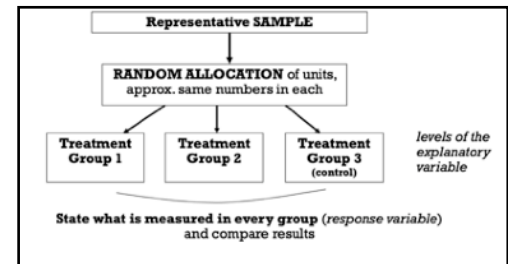 Representative SAMPLE
RANDOM ALLOCATION of units,
approx. same numbers in each
Treatment
Group 1
Treatment
Group 2
Treatment
Group 3
(control)
levels of the
explanatory
variable
State what is measured in every group (response variable)
and compare results